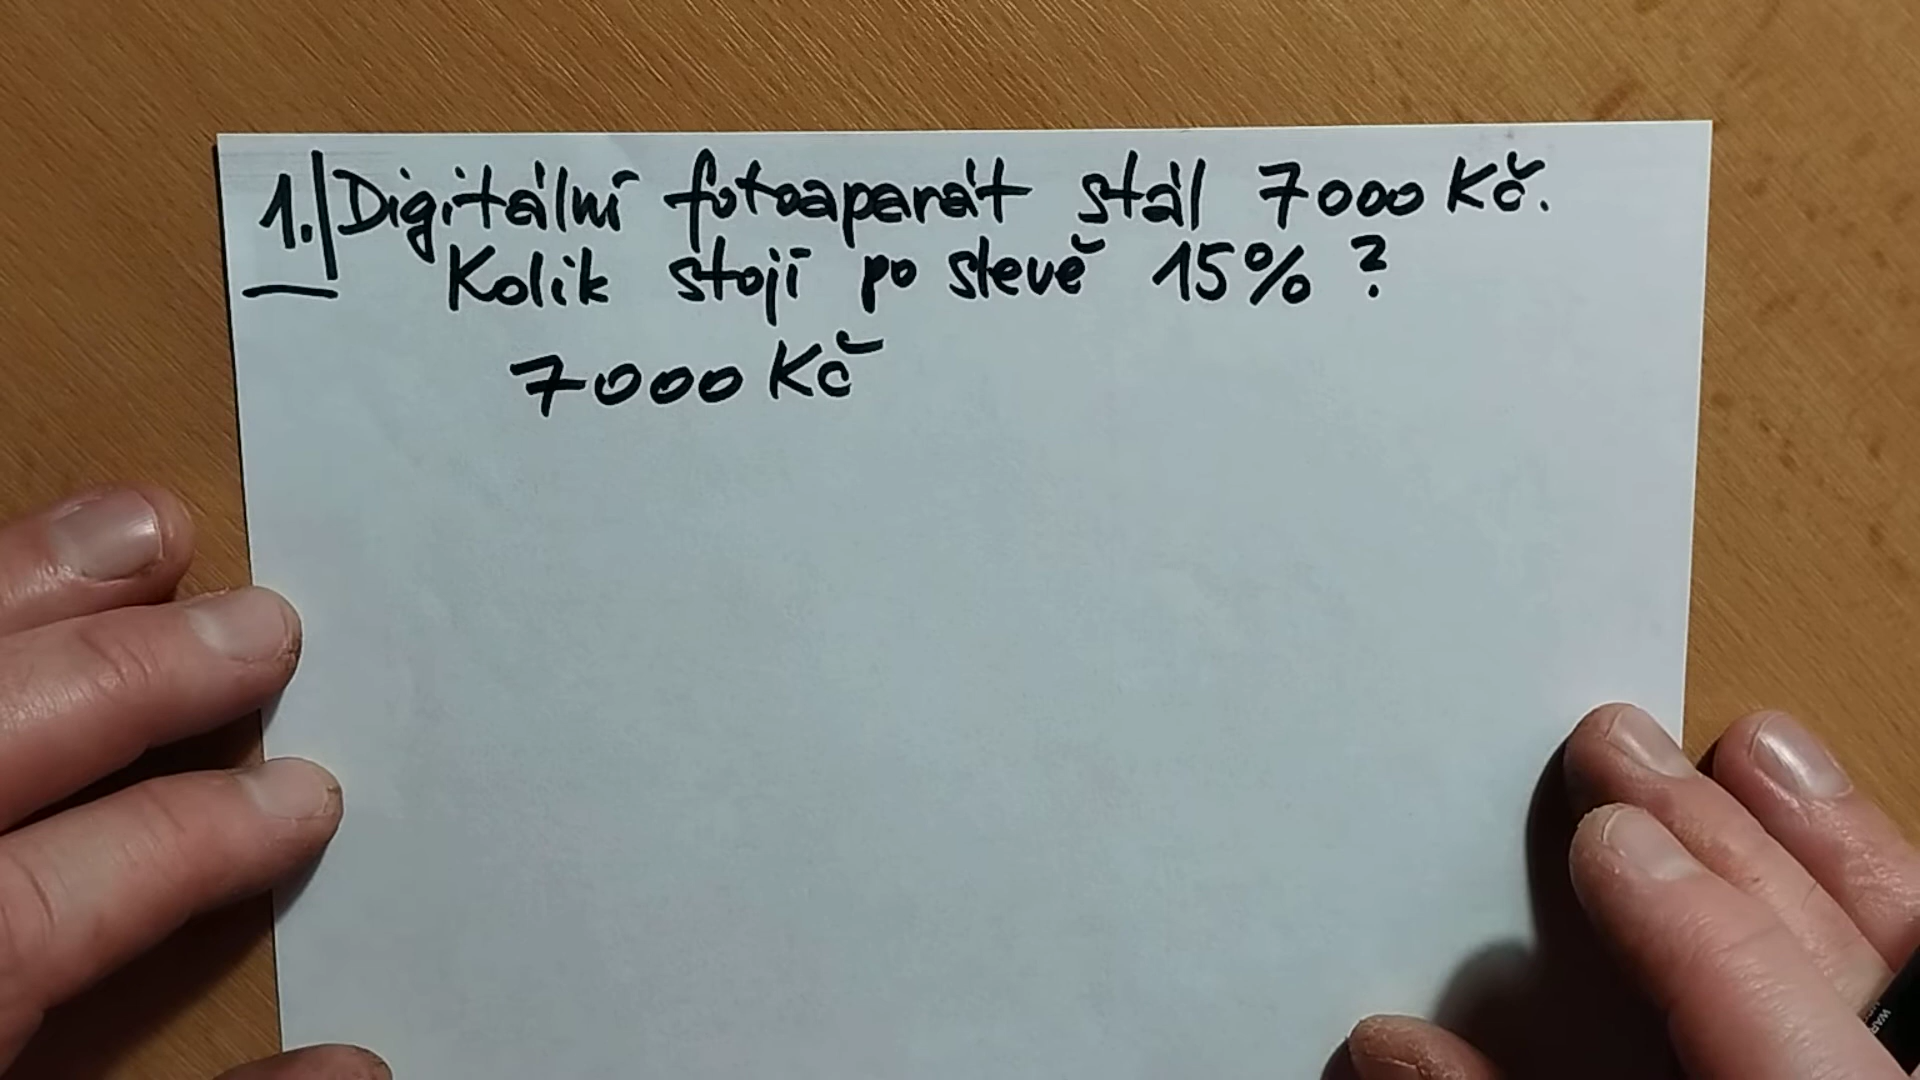 1. Digitální fotoaparát stál 7000 Kč.
Kolik stojí po slevě 15% ?
7000 Kč